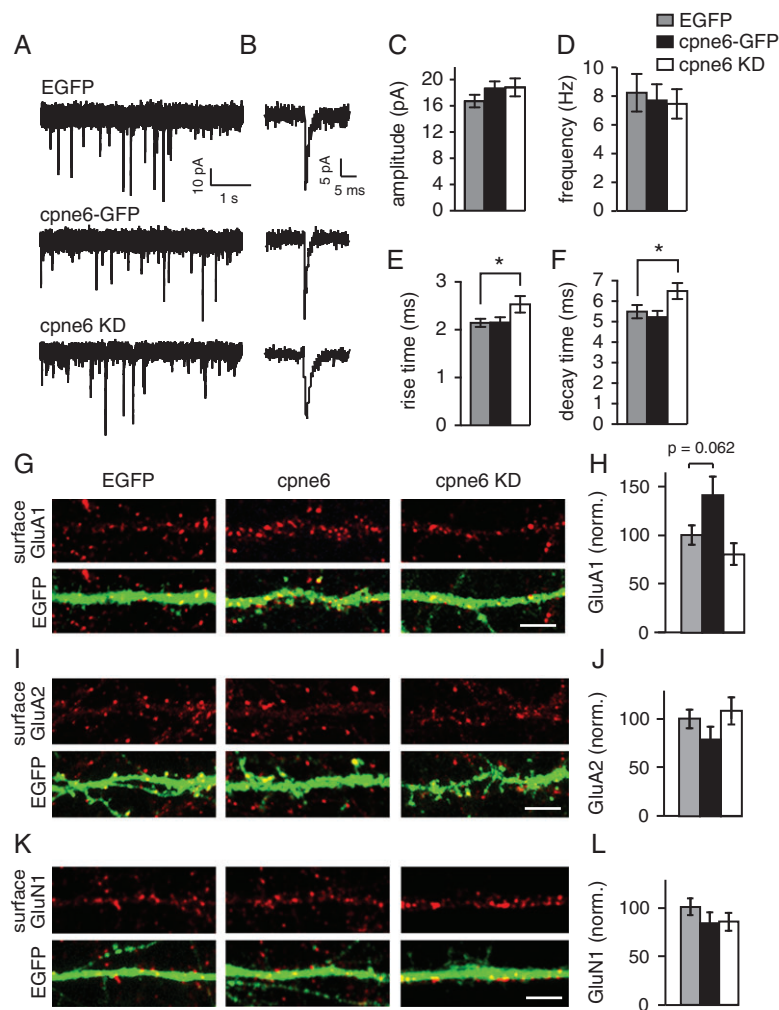 EGFP
cpne6-GFP
cpne6 KD
A
B
C
D
EGFP
10 pA
1 s
5 pA
5 ms
cpne6-GFP
cpne6 KD
amplitude (pA)
20
16
12
8
4
0
frequency (Hz)
10
8
6
4
2
0
E
rise time (ms)
3
2
1
0
*
F
decay time (ms)
7
6
5
4
3
2
1
0
*
G
EGFP
cpne6
cpne6 KD
surface
GluA1
EGFP
H
p = 0.062
GluA1 (norm.)
150
100
50
0
I
surface
GluA2
EGFP
J
GluA2 (norm.)
100
50
0
K
surface
GluN1
EGFP
L
GluN1 (norm.)
100
50
0